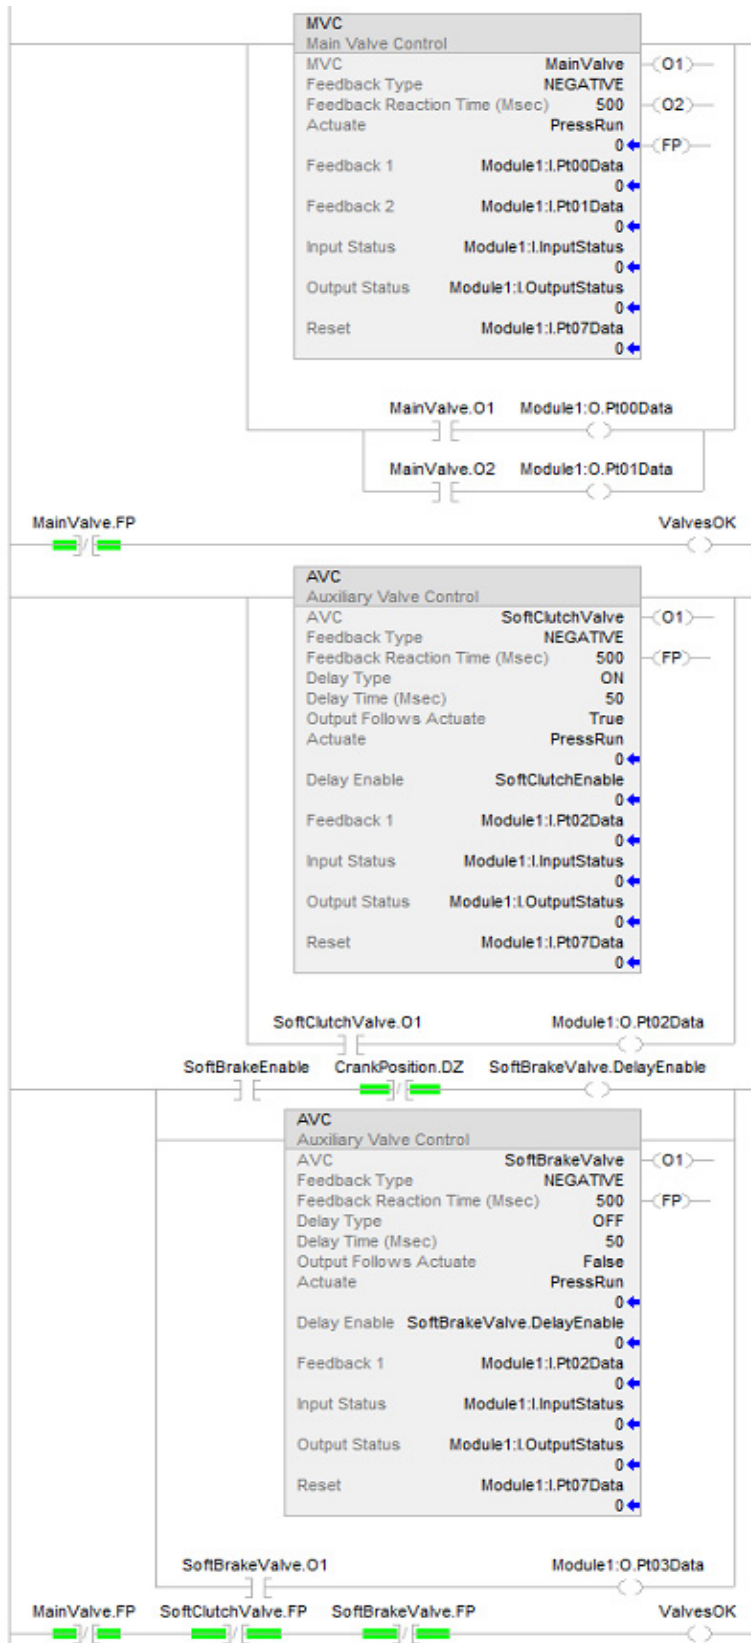 MVC
Main Valve Control
MVC MainValve (O1)
Feedback Type NEGATIVE
Feedback Reaction Time (Msec) 500 (O2)
Actuate PressRun
0 (FP)
Feedback 1 Module1:I.Pt00Data
0
Feedback 2 Module1:I.Pt01Data
0
Input Status Module1:I.InputStatus
0
Output Status Module1:I.OutputStatus
0
Reset Module1:I.Pt07Data
0
MainValve.O1 Module1:O.Pt00Data
MainValve.O2 Module1:O.Pt01Data
MainValve.FP ValvesOK
AVC
Auxiliary Valve Control
AVC SoftClutchValve (O1)
Feedback Type NEGATIVE
Feedback Reaction Time (Msec) 500 (FP)
Delay Type ON
Delay Time (Msec) 50
Output Follows Actuate True
Actuate PressRun
0
Delay Enable SoftClutchEnable
0
Feedback 1 Module1:I.Pt02Data
0
Input Status Module1:I.InputStatus
0
Output Status Module1:I.OutputStatus
0
Reset Module1:I.Pt07Data
0
SoftClutchValve.O1 Module1:O.Pt02Data
SoftBrakeEnable CrankPosition.DZ SoftBrakeValve.DelayEnable
AVC
Auxiliary Valve Control
AVC SoftBrakeValve (O1)
Feedback Type NEGATIVE
Feedback Reaction Time (Msec) 500 (FP)
Delay Type OFF
Delay Time (Msec) 50
Output Follows Actuate False
Actuate PressRun
0
Delay Enable SoftBrakeValve.DelayEnable
0
Feedback 1 Module1:I.Pt02Data
0
Input Status Module1:I.InputStatus
0
Output Status Module1:I.OutputStatus
0
Reset Module1:I.Pt07Data
0
SoftBrakeValve.O1 Module1:O.Pt03Data
MainValve.FP SoftClutchValve.FP SoftBrakeValve.FP ValvesOK